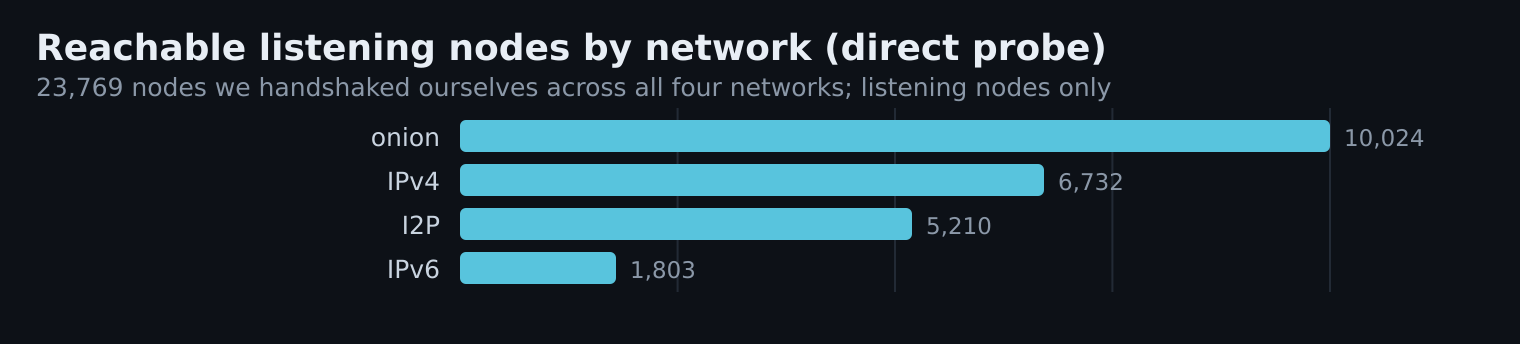 Reachable listening nodes by network (direct probe)
23,769 nodes we handshaked ourselves across all four networks; listening nodes only
onion 10,024
IPv4 6,732
I2P 5,210
IPv6 1,803